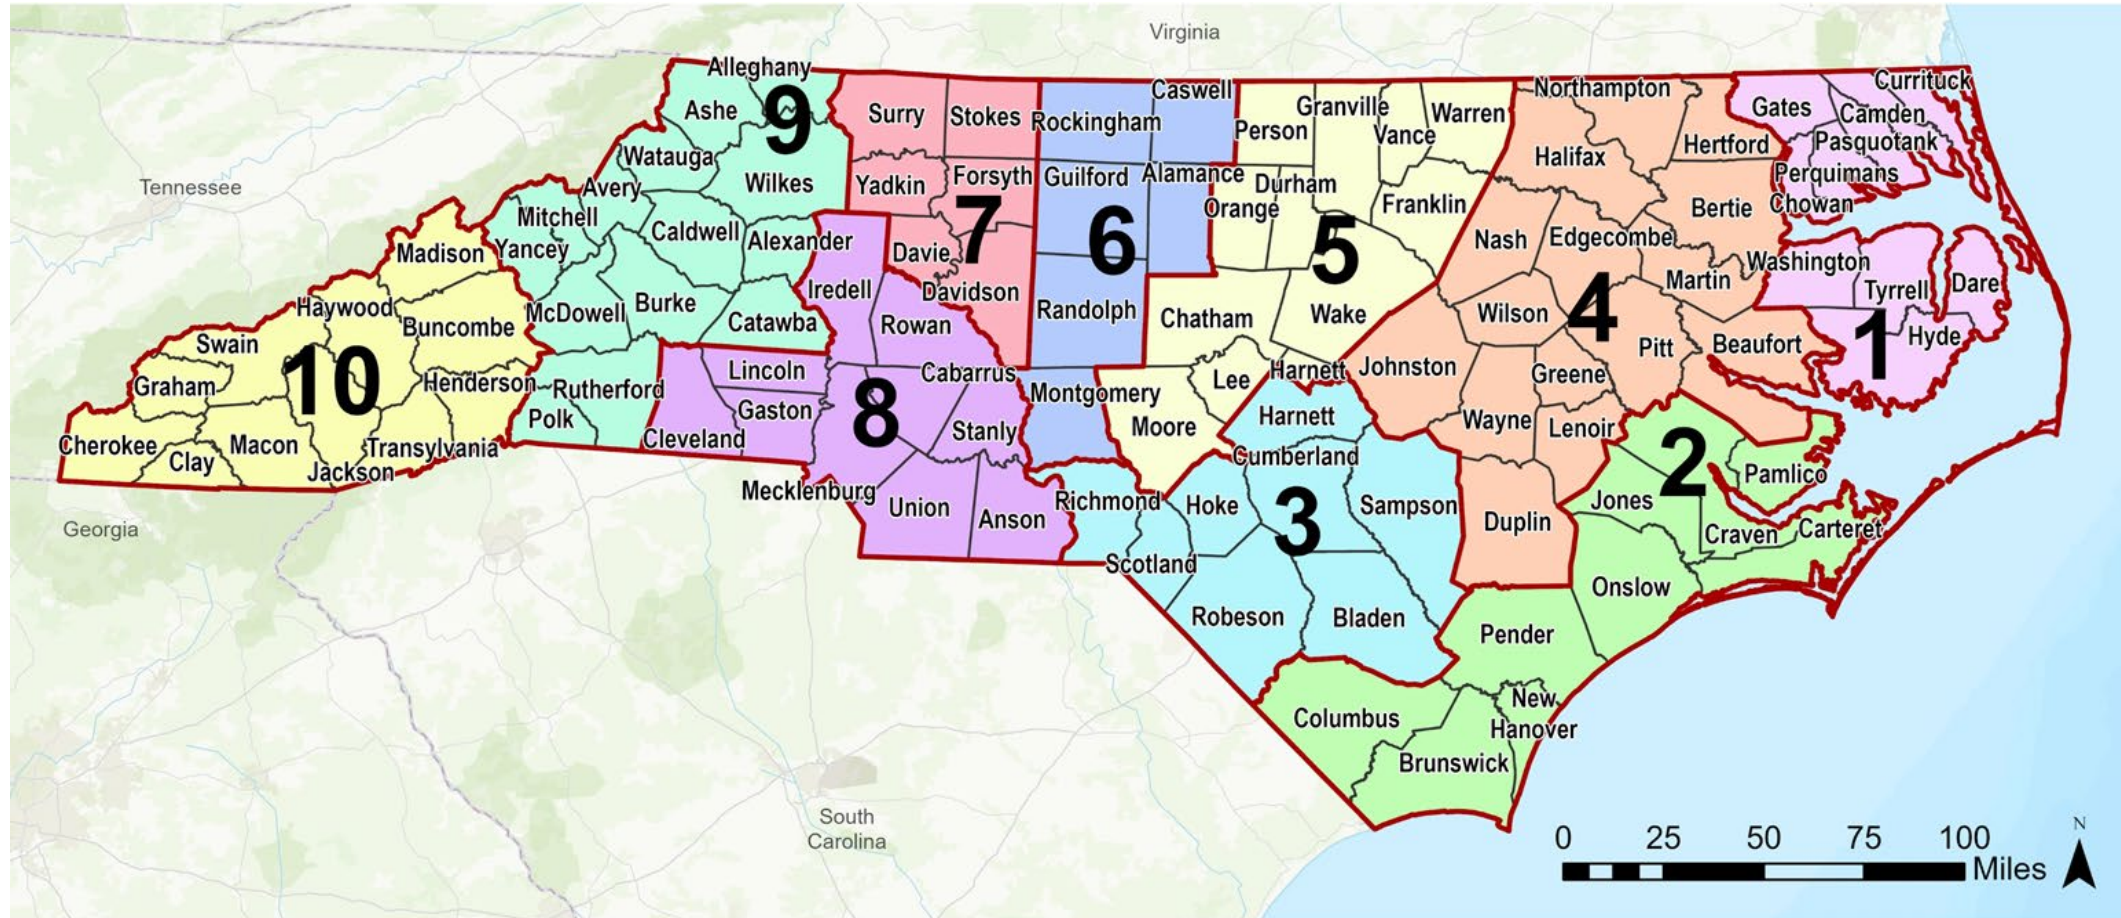 Virginia
Tennessee
Georgia
South
Carolina
Alleghany
Ashe
9
Watauga
Wilkes
Avery
Mitchell
Yancey
Caldwell
Alexander
McDowell
Burke
Catawba
Rutherford
Polk
Madison
Haywood
Buncombe
Swain
Graham
10
Henderson
Cherokee
Clay
Macon
Jackson
Transylvania
Surry
Stokes
Yadkin
Forsyth
7
Davie
Davidson
Iredell
Rowan
Lincoln
Cabarrus
Gaston
8
Cleveland
Stanly
Mecklenburg
Union
Anson
Caswell
Rockingham
Guilford
Alamance
6
Randolph
Montgomery
Person
Granville
Vance
Warren
Durham
Orange
Franklin
5
Chatham
Wake
Lee
Harnett
Moore
Northampton
Halifax
Hertford
Bertie
Nash
Edgecombe
Martin
Wilson
4
Pitt
Beaufort
Johnston
Greene
Wayne
Lenoir
Duplin
Currituck
Gates
Camden
Pasquotank
Perquimans
Chowan
Washington
Tyrrell
Dare
1
Hyde
Harnett
Cumberland
Richmond
Hoke
3
Sampson
Scotland
Robeson
Bladen
2
Pamlico
Jones
Craven
Carteret
Onslow
Pender
New
Hanover
Columbus
Brunswick
0 25 50 75 100
Miles
N